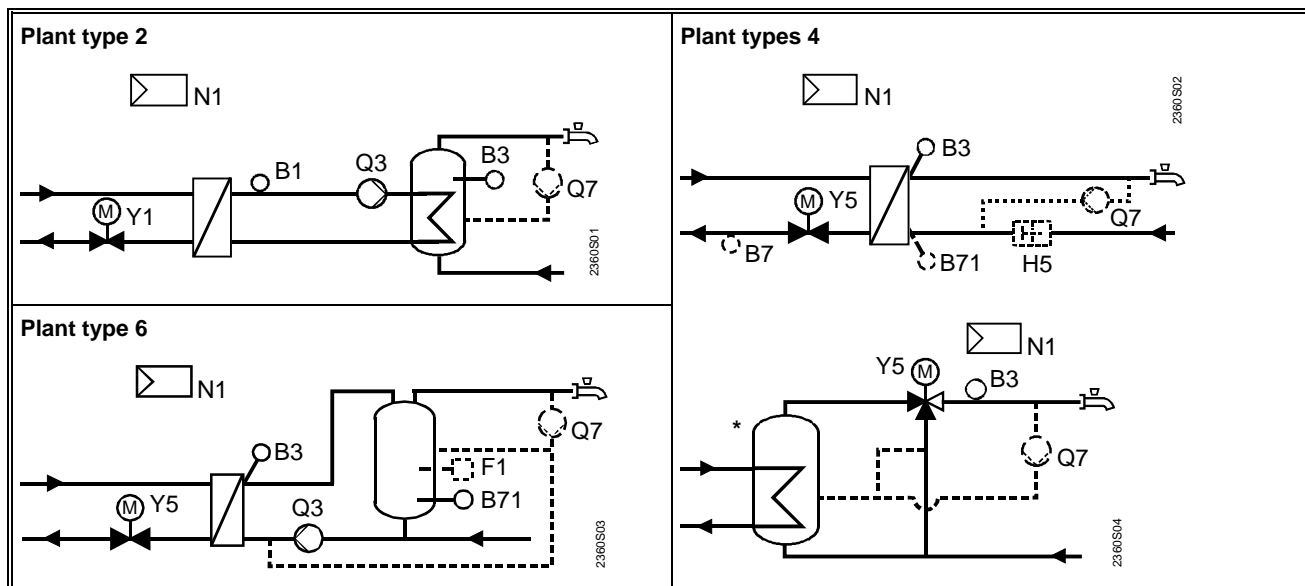 Plant type 2
N1
B1
Q3
B3
Q7
M
Y1
2360S01
Plant types 4
N1
2360S02
B3
M
Y5
Q7
B7
B71
H5
Plant type 6
N1
B3
Q7
F1
B71
M
Y5
Q3
2360S03
N1
Y5
M
B3
*
Q7
2360S04